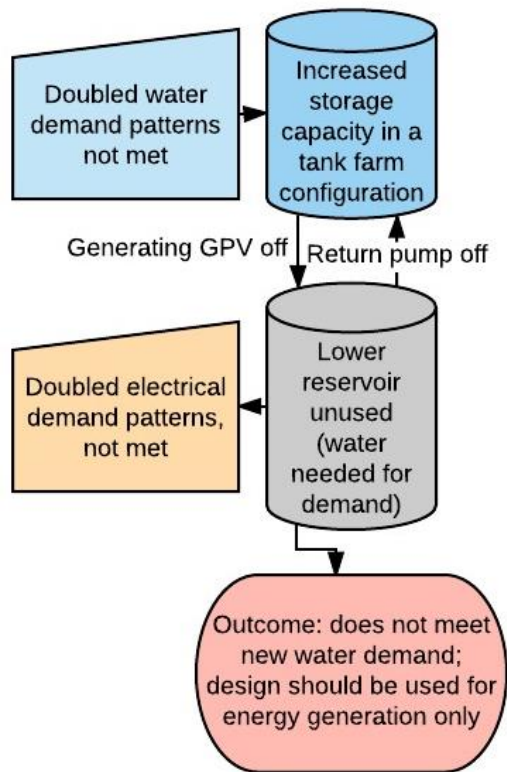 Doubled water
demand patterns
not met
Increased
storage
capacity in a
tank farm
configuration
Generating GPV off
Return pump off
Doubled electrical
demand patterns,
not met
Lower
reservoir
unused
(water
needed for
demand)
Outcome: does not meet
new water demand;
design should be used for
energy generation only